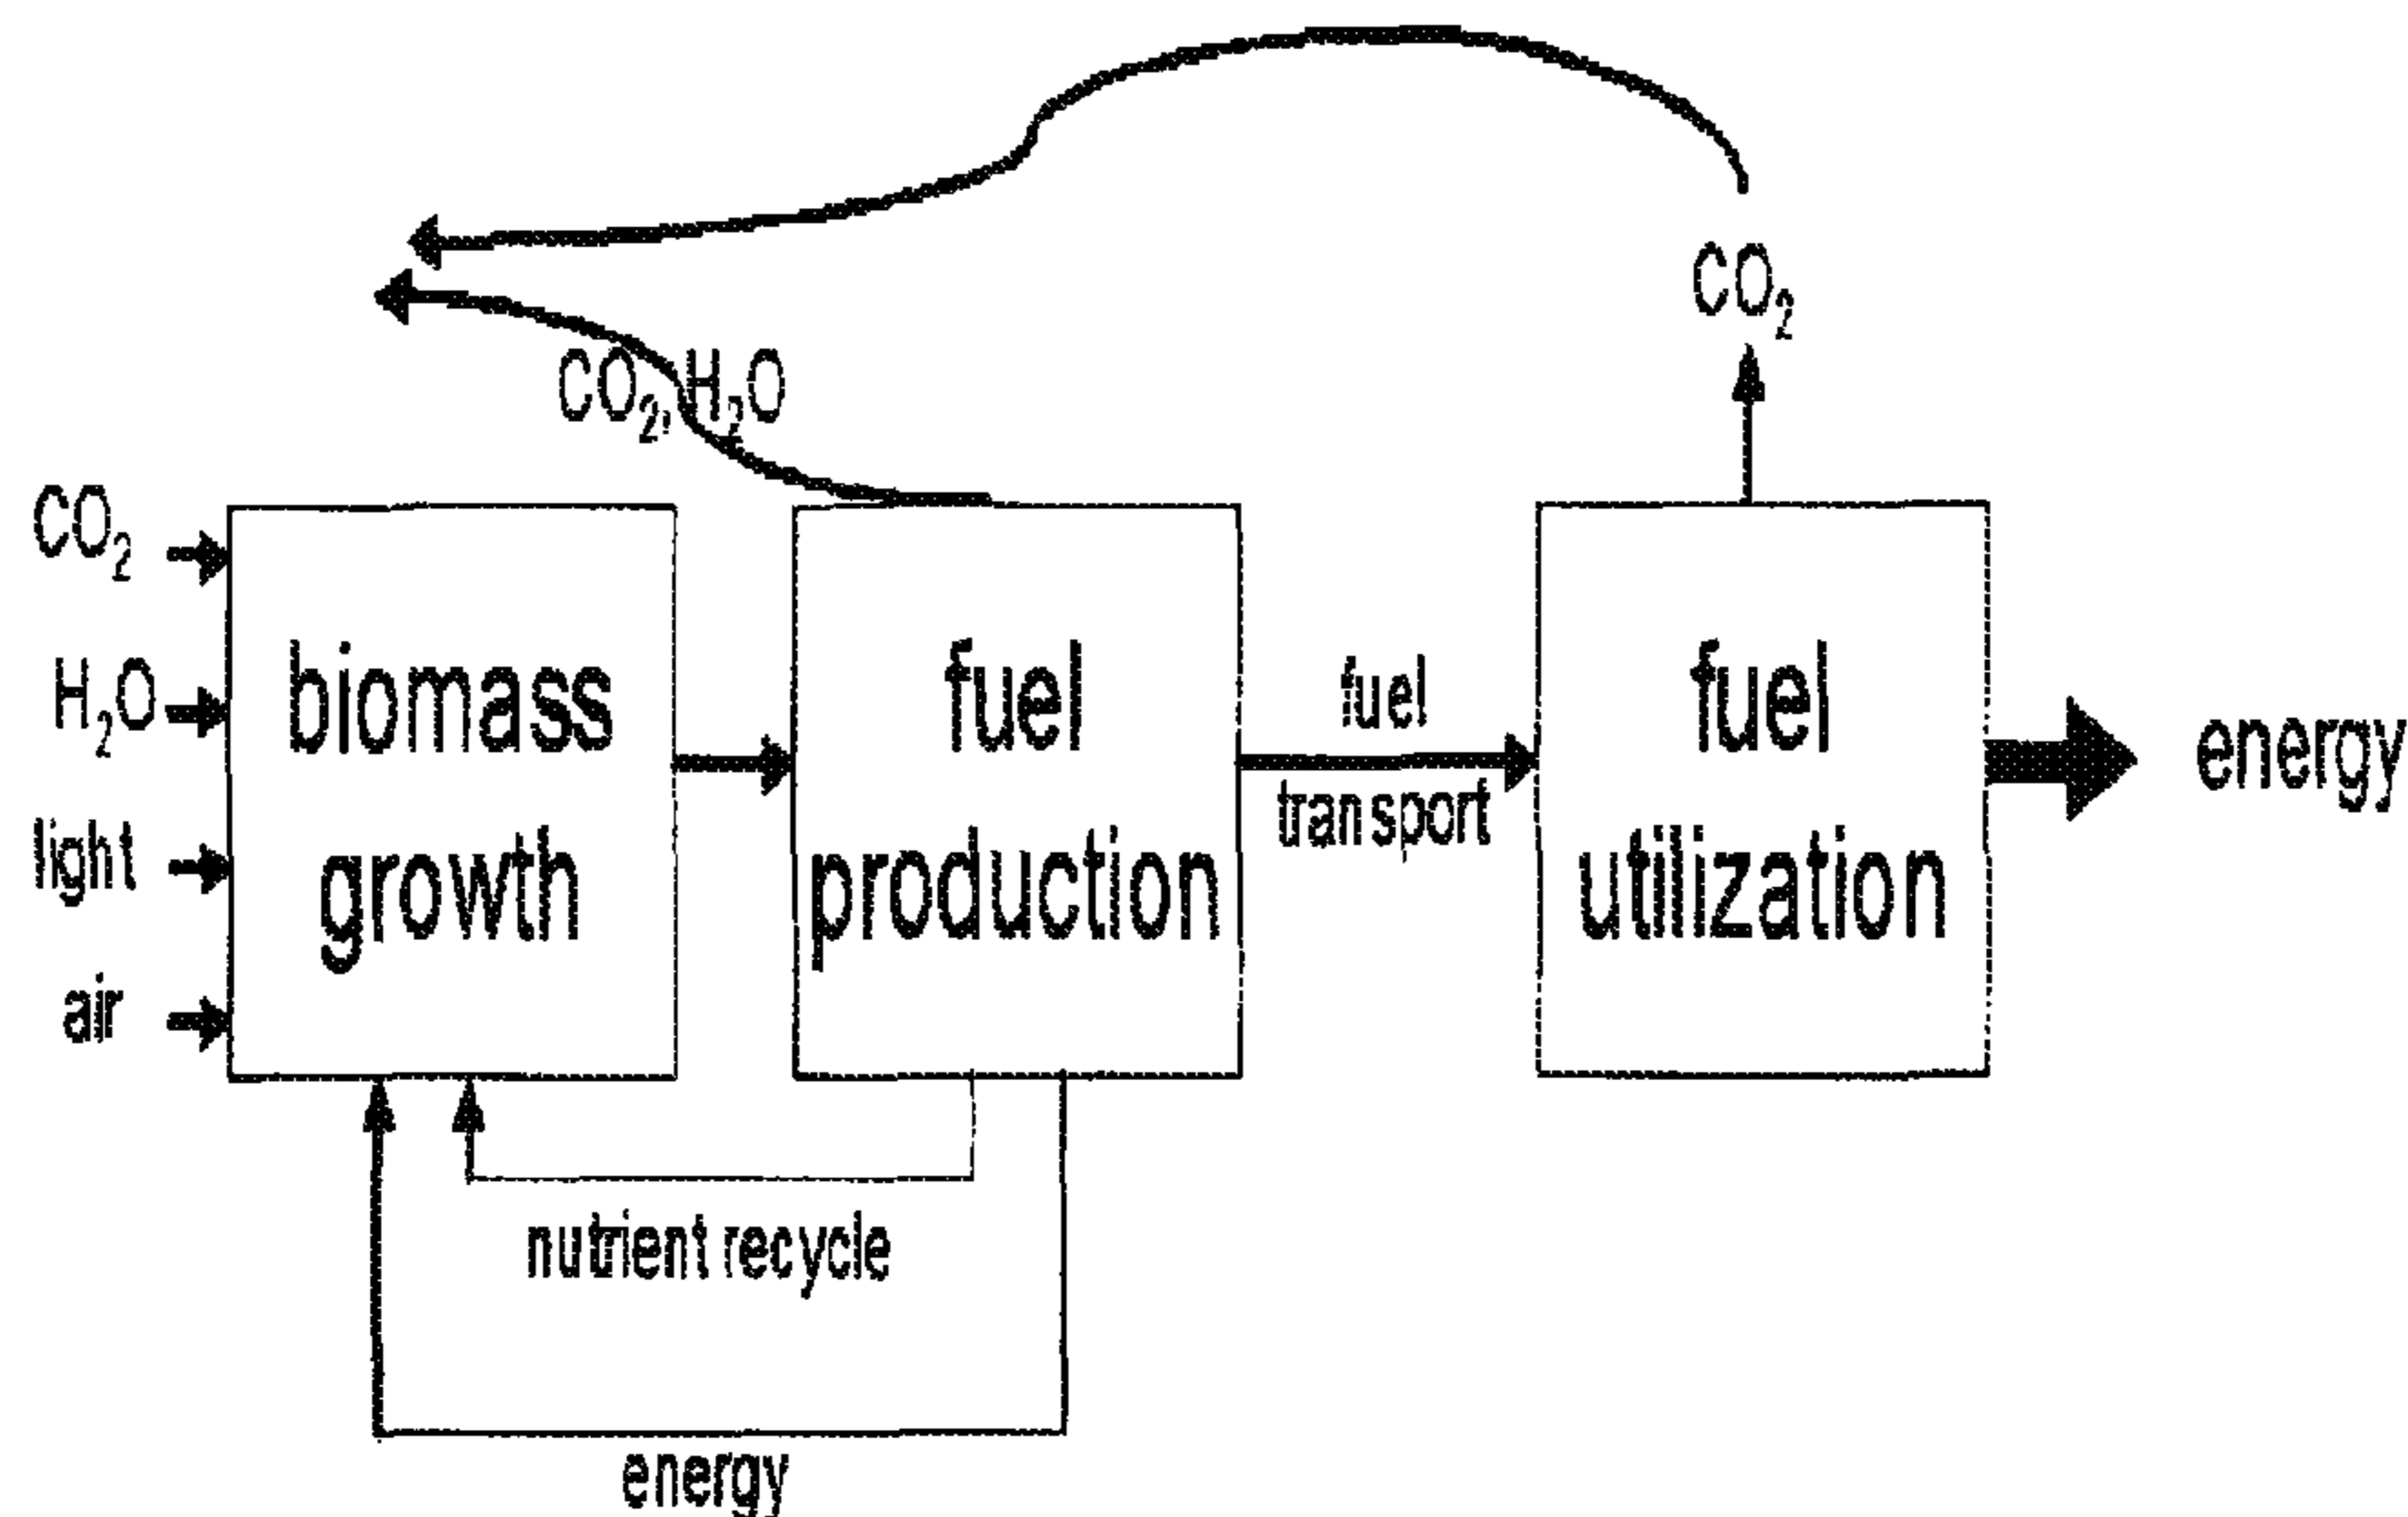 CO₂
CO₂, H₂O
CO₂
H₂O
light
air
biomass
growth
fuel
production
fuel
transport
fuel
utilization
energy
nutrient recycle
energy